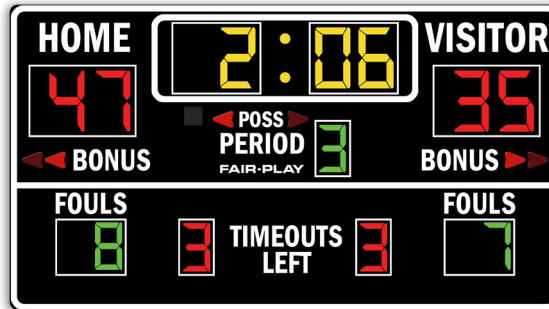 HOME 2:06 VISITOR
47 35
POSS
PERIOD 3
BONUS FAIR-PLAY BONUS
FOULS FOULS
8 3 TIMEOUTS 3 7
LEFT